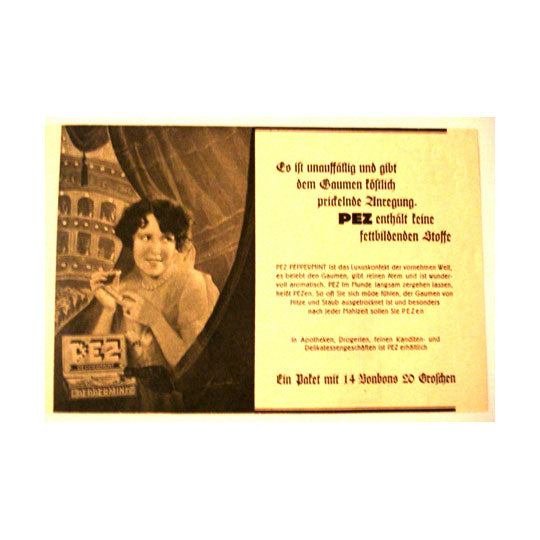 PEZ
PEPPERMINT
PEPPERMINT
Es ist unauffällig und gibt
dem Gaumen köstlich
prickelnde Anregung.
PEZ enthält keine
fettbildenden Stoffe
PEZ PEPPERMINT ist das Luxuskonfekt der vornehmen Welt,
es belebt den Gaumen, gibt reinen Atem und ist wunder-
voll aromatisch. PEZ im Munde langsam zergehen lassen,
heißt PEZen. So oft Sie sich müde fühlen, der Gaumen von
Hitze und Staub ausgetrocknet ist und besonders
nach jeder Mahlzeit sollen Sie PEZen
In Apotheken, Drogerien, feinen Kanditen- und
Delikatessengeschäften ist PEZ erhältlich
Ein Paket mit 14 Bonbons 20 Groschen